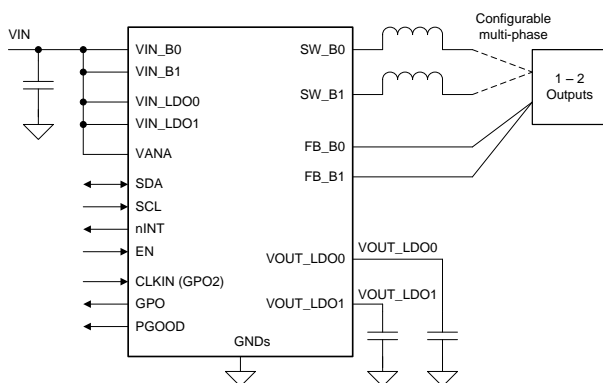 VIN
VIN_B0
VIN_B1
VIN_LDO0
VIN_LDO1
VANA
SDA
SCL
nINT
EN
CLKIN (GPO2)
GPO
PGOOD
GNDs
SW_B0
SW_B1
FB_B0
FB_B1
VOUT_LDO0
VOUT_LDO1
VOUT_LDO0
VOUT_LDO1
Configurable
multi-phase
1 – 2
Outputs